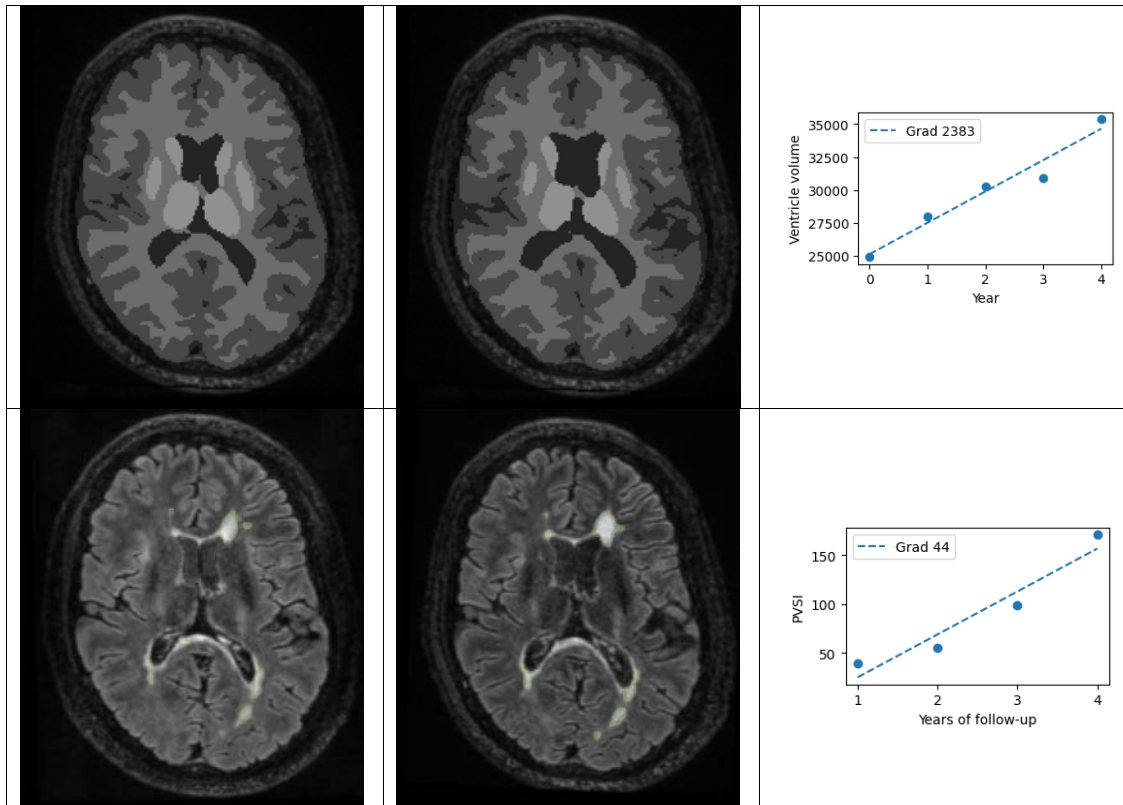 Grad 2383
35000
32500
30000
27500
25000
Ventricle volume
0 1 2 3 4
Year
Grad 44
150
100
50
PVSI
1 2 3 4
Years of follow-up